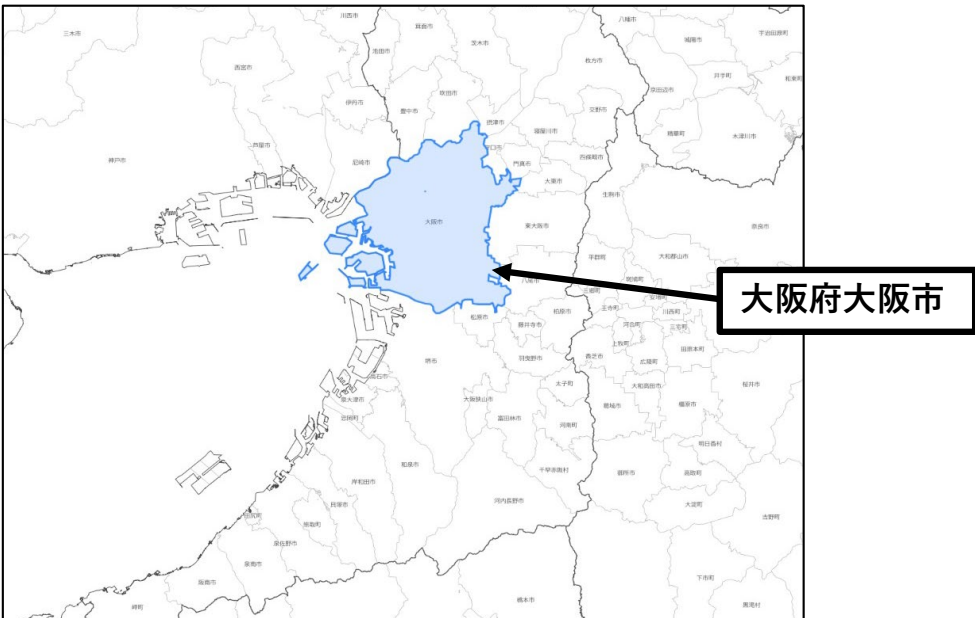 川西市
八幡市
三木市
箕面市
茨木市
城陽市
宇治田原町
池田市
枚方市
西宮市
井手町
和束町
京田辺市
吹田市
伊丹市
豊中市
交野市
摂津市
寝屋川市
精華町
木津川市
芦屋市
口市
神戸市
尼崎市
門真市
四條畷市
大東市
生駒市
大阪市
東大阪市
奈良市
平群町
大和郡山市
八尾市
斑鳩町
三郷町
安堵町
大阪府大阪市
王寺町
川西町
松原市
柏原市
藤井寺市
河合町
三宅町
上牧町
田原本町
堺市
羽曳野市
香芝市
広陵町
高石市
太子町
大和高田市
桜井市
泉大津市
大阪狭山市
葛城市
橿原市
忠岡町
富田林市
河南町
明日香村
和泉市
千早赤阪村
御所市
高取町
岸和田市
河内長野市
貝塚市
大淀町
吉野町
田尻町
熊取町
泉佐野市
泉南市
阪南市
下市町
岬町
橋本市
黒滝村